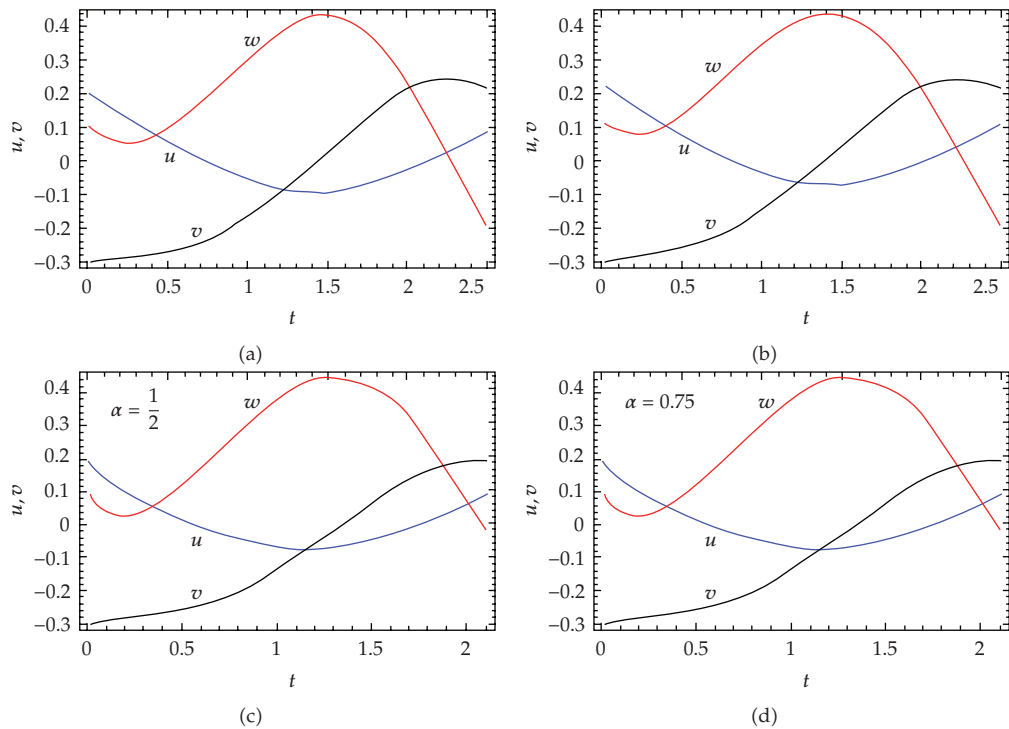 0.4
0.3
0.2
0.1
0
−0.1
−0.2
−0.3
u, v
w
u
v
0 0.5 1 1.5 2 2.5
t
(a)
0.4
0.3
0.2
0.1
0
−0.1
−0.2
−0.3
u, v
w
u
v
0 0.5 1 1.5 2 2.5
t
(b)
0.4
0.3
0.2
0.1
0
−0.1
−0.2
−0.3
u, v
α = 1/2
w
u
v
0 0.5 1 1.5 2
t
(c)
0.4
0.3
0.2
0.1
0
−0.1
−0.2
−0.3
u, v
α = 0.75
w
u
v
0 0.5 1 1.5 2
t
(d)